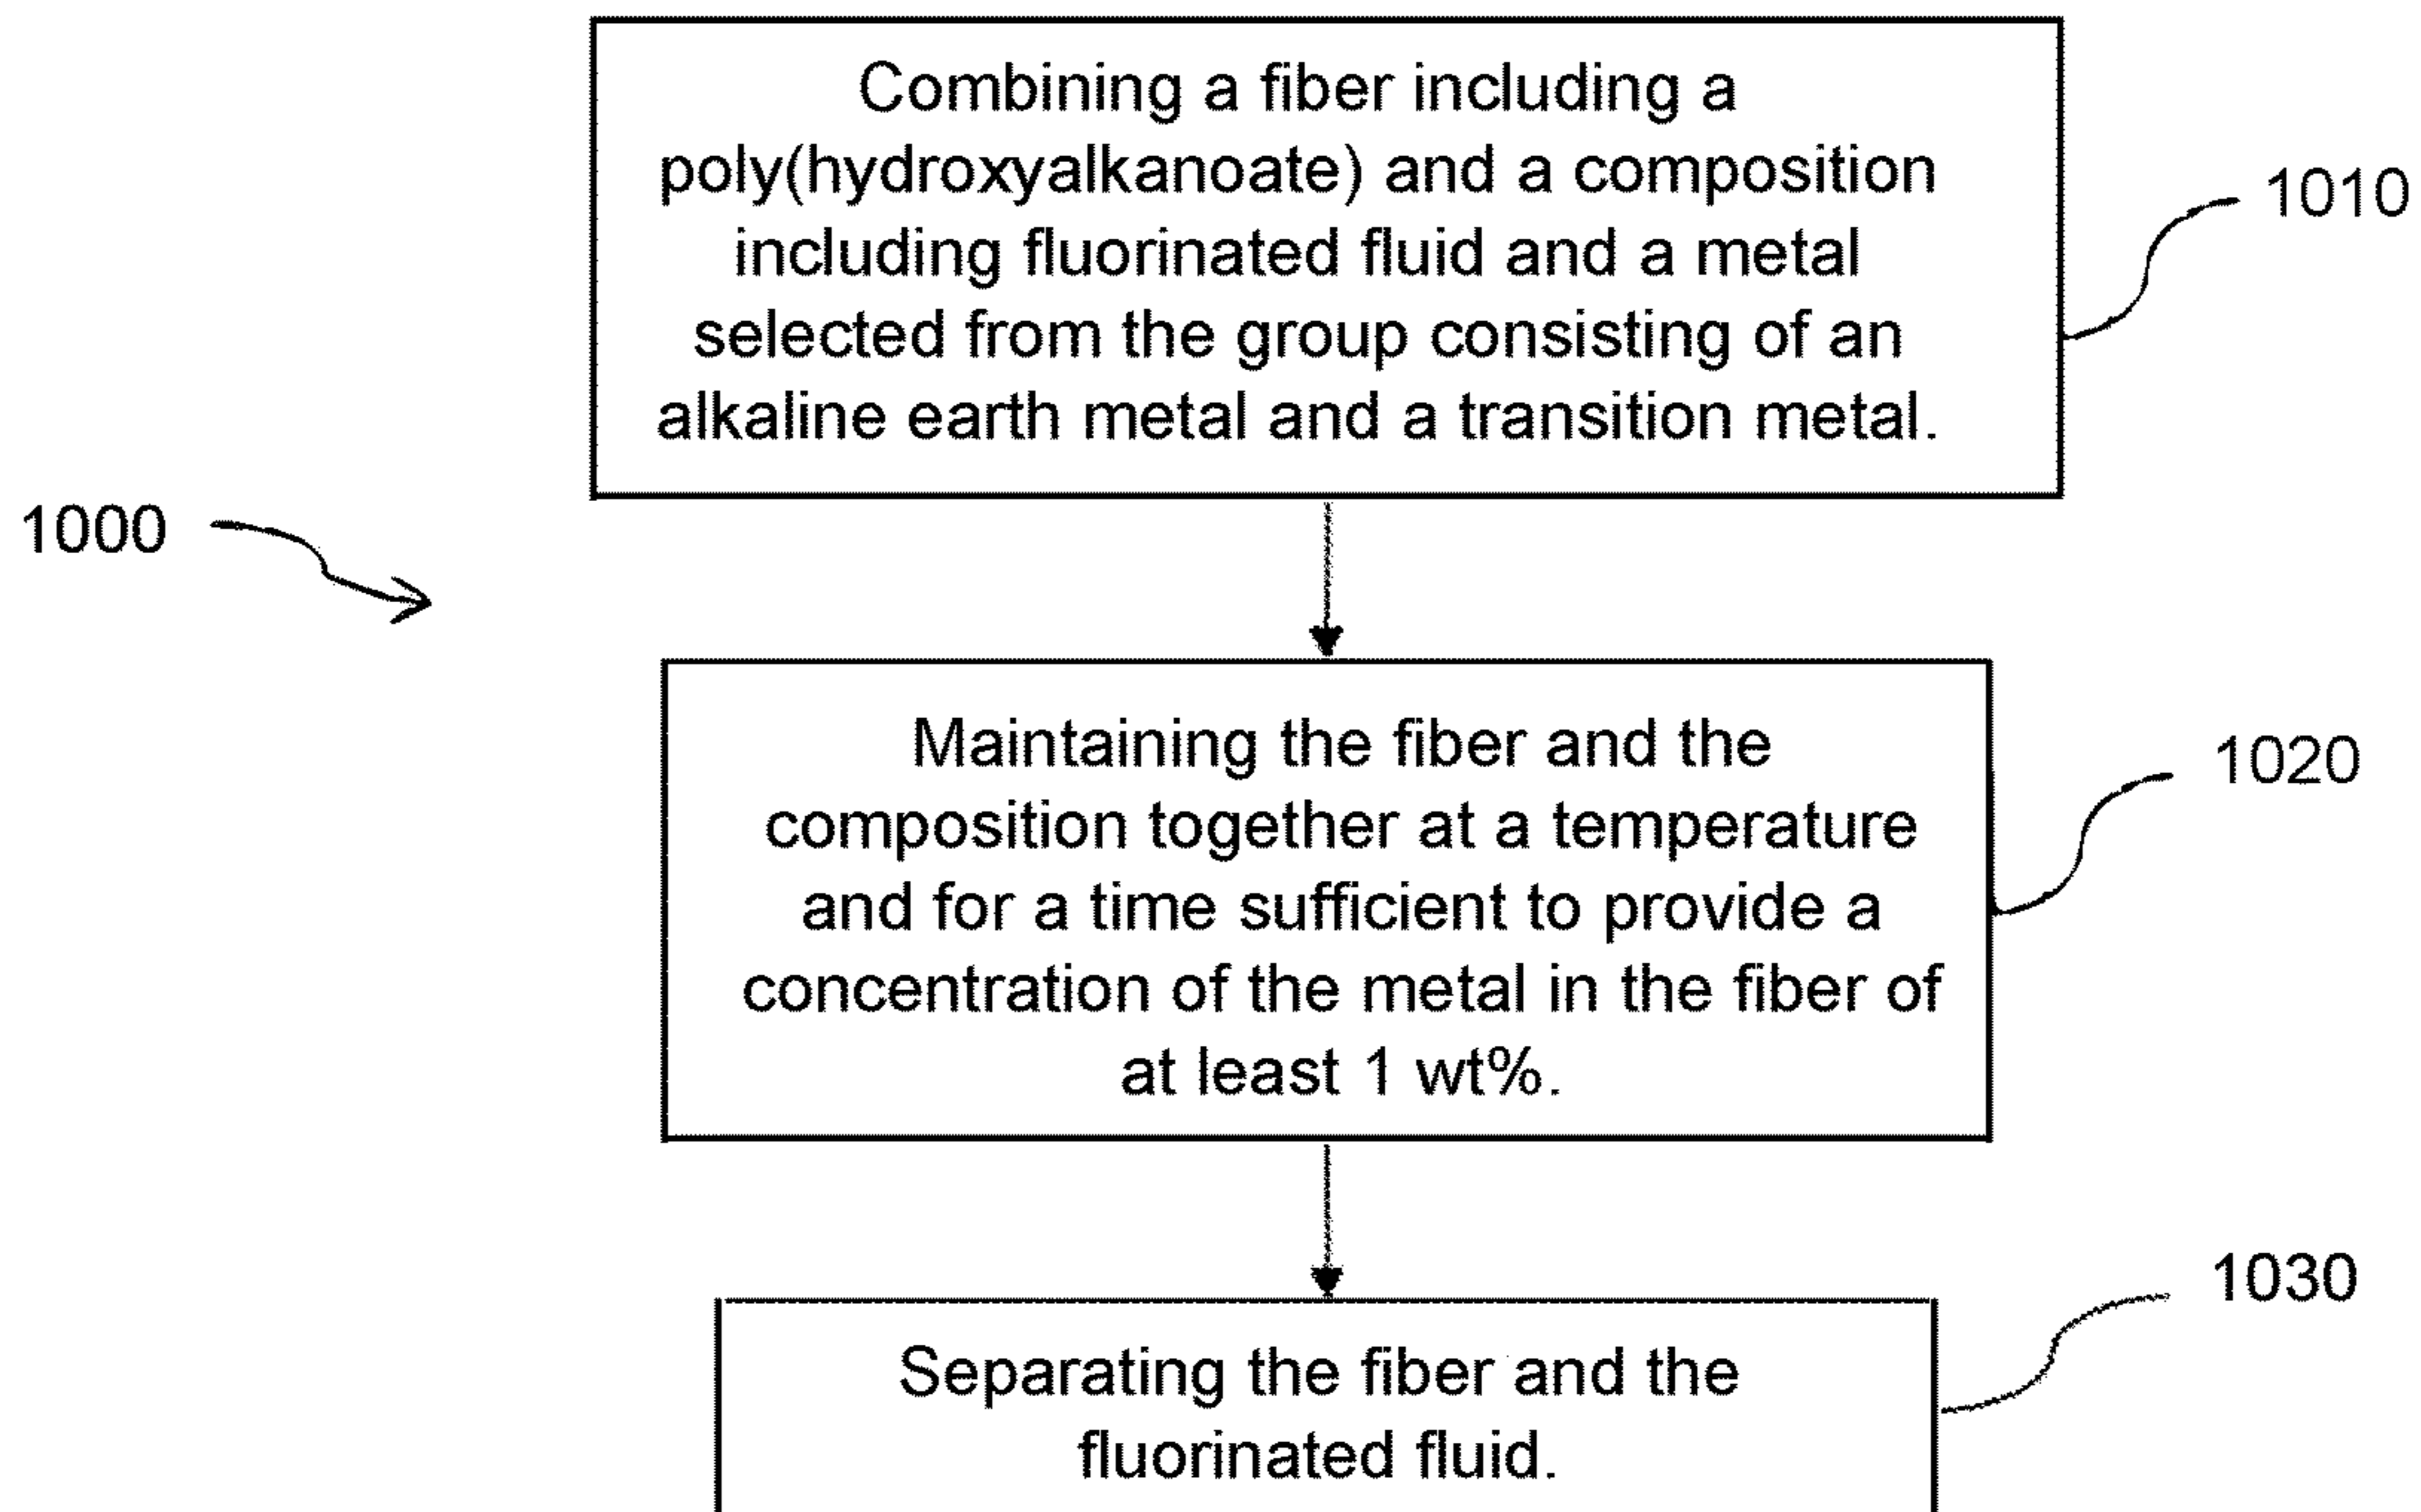 Combining a fiber including a
poly(hydroxyalkanoate) and a composition
including fluorinated fluid and a metal
selected from the group consisting of an
alkaline earth metal and a transition metal.
1010
1000
Maintaining the fiber and the
composition together at a temperature
and for a time sufficient to provide a
concentration of the metal in the fiber of
at least 1 wt%.
1020
Separating the fiber and the
fluorinated fluid.
1030